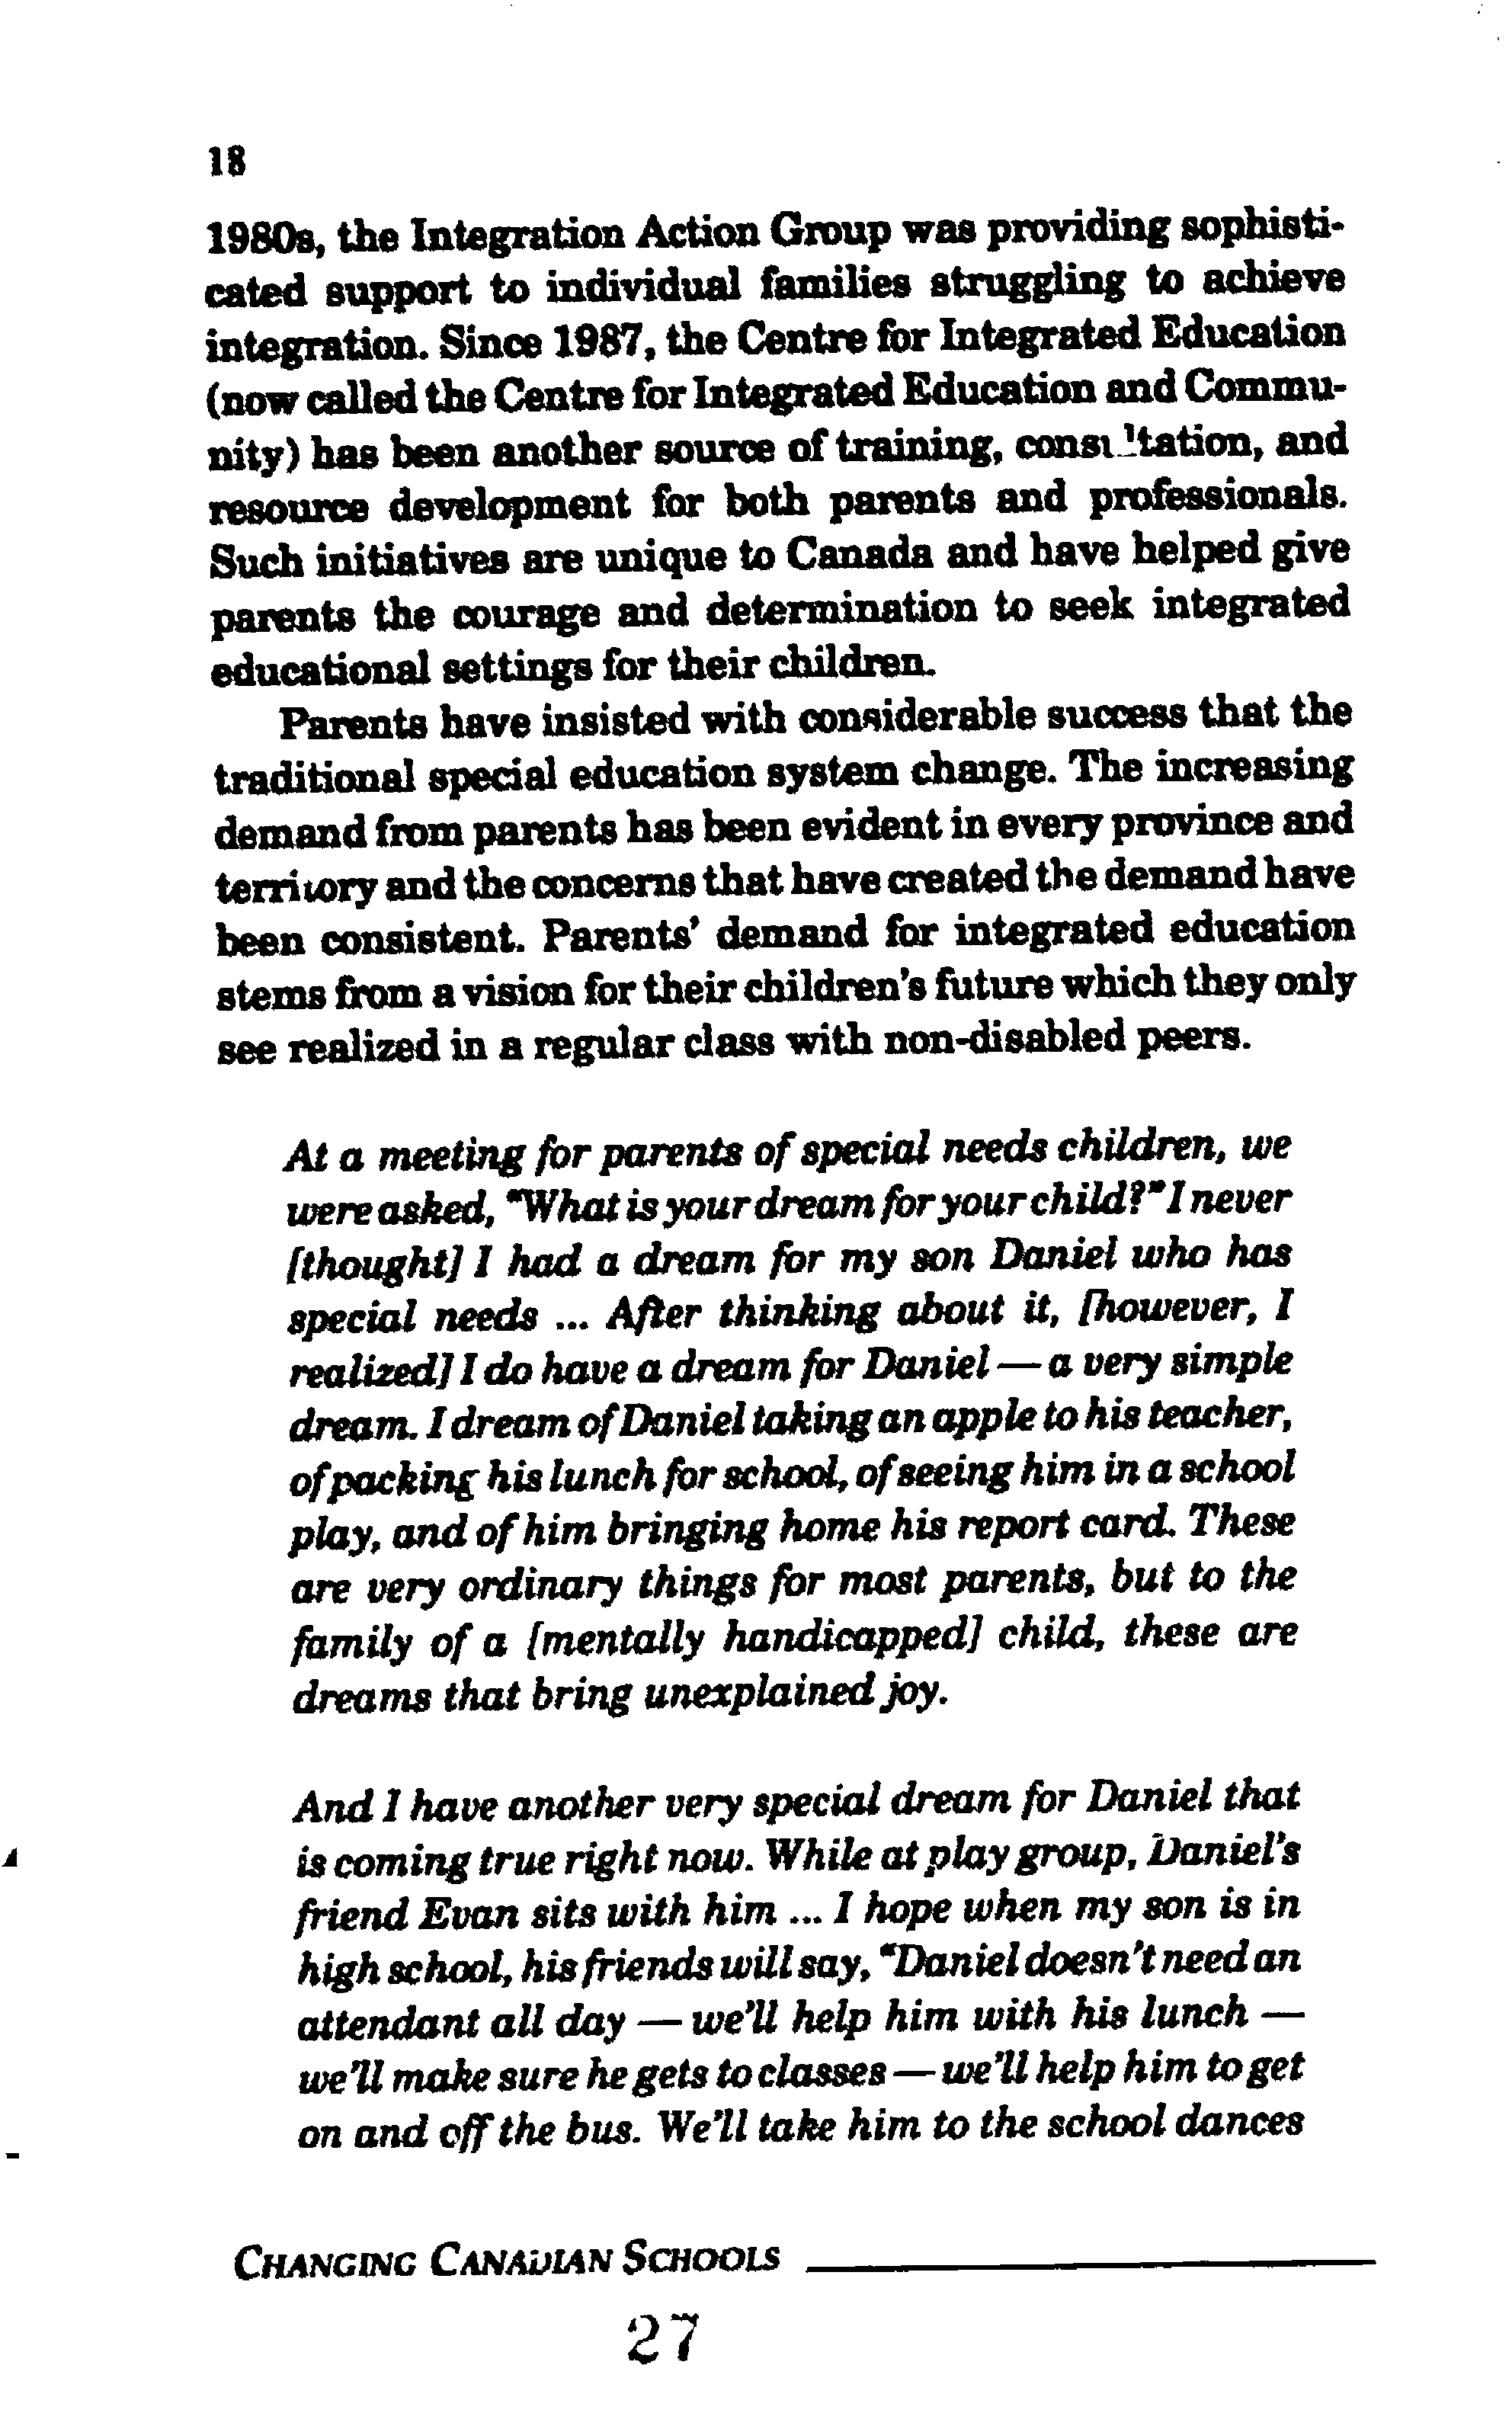 18
1980s, the Integration Action Group was providing sophisti-
cated support to individual families struggling to achieve
integration. Since 1987, the Centre for Integrated Education
(now called the Centre for Integrated Education and Commu-
nity) has been another source of training, consultation, and
resource development for both parents and professionals.
Such initiatives are unique to Canada and have helped give
parents the courage and determination to seek integrated
educational settings for their children.
Parents have insisted with considerable success that the
traditional special education system change. The increasing
demand from parents has been evident in every province and
territory and the concerns that have created the demand have
been consistent. Parents' demand for integrated education
stems from a vision for their children's future which they only
see realized in a regular class with non-disabled peers.
At a meeting for parents of special needs children, we
were asked, "What is your dream for your child?" I never
[thought] I had a dream for my son Daniel who has
special needs ... After thinking about it, [however, I
realized] I do have a dream for Daniel — a very simple
dream. I dream of Daniel taking an apple to his teacher,
of packing his lunch for school, of seeing him in a school
play, and of him bringing home his report card. These
are very ordinary things for most parents, but to the
family of a [mentally handicapped] child, these are
dreams that bring unexplained joy.
And I have another very special dream for Daniel that
is coming true right now. While at play group, Daniel's
friend Evan sits with him ... I hope when my son is in
high school, his friends will say, "Daniel doesn't need an
attendant all day — we'll help him with his lunch —
we'll make sure he gets to classes — we'll help him to get
on and off the bus. We'll take him to the school dances
CHANGING CANADIAN SCHOOLS
27